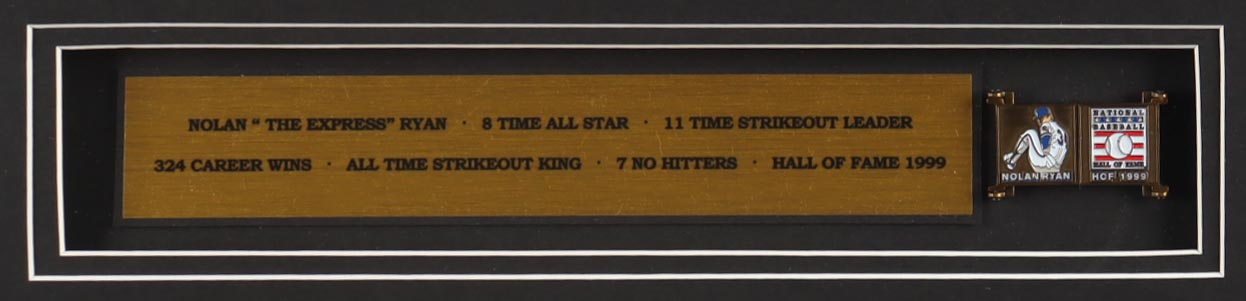 NOLAN “ THE EXPRESS” RYAN · 8 TIME ALL STAR · 11 TIME STRIKEOUT LEADER
324 CAREER WINS · ALL TIME STRIKEOUT KING · 7 NO HITTERS · HALL OF FAME 1999
NOLAN RYAN
NATIONAL
BASEBALL
HALL OF FAME
HOF 1999